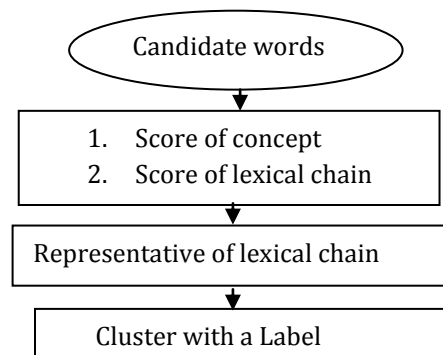 Candidate words
1. Score of concept
2. Score of lexical chain
Representative of lexical chain
Cluster with a Label